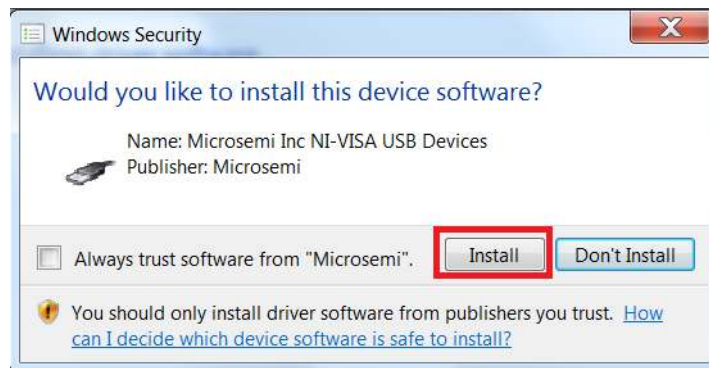 Windows Security
X
Would you like to install this device software?
Name: Microsemi Inc NI-VISA USB Devices
Publisher: Microsemi
Always trust software from "Microsemi".
Install
Don't Install
You should only install driver software from publishers you trust. How
can I decide which device software is safe to install?